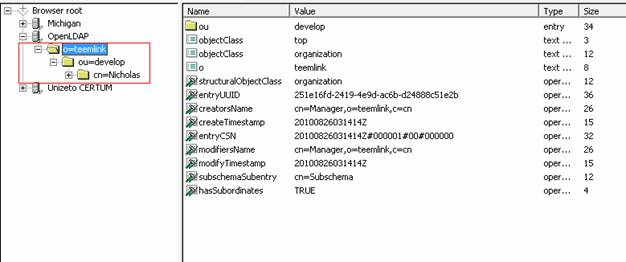 Browser root
Michigan
OpenLDAP
o=teemlink
ou=develop
cn=Nicholas
Unizeto CERTUM
Name Value Type Size
ou develop entry 34
objectClass top text ... 3
objectClass organization text ... 12
o teemlink text ... 8
structuralObjectClass organization oper... 12
entryUUID 251e16fd-2419-4e9d-ac6b-d24888c51e2b oper... 36
creatorsName cn=Manager,o=teemlink,c=cn oper... 26
createTimestamp 20100826031414Z oper... 15
entryCSN 20100826031414Z#000001#00#000000 oper... 32
modifiersName cn=Manager,o=teemlink,c=cn oper... 26
modifyTimestamp 20100826031414Z oper... 15
subschemaSubentry cn=Subschema oper... 12
hasSubordinates TRUE oper... 4